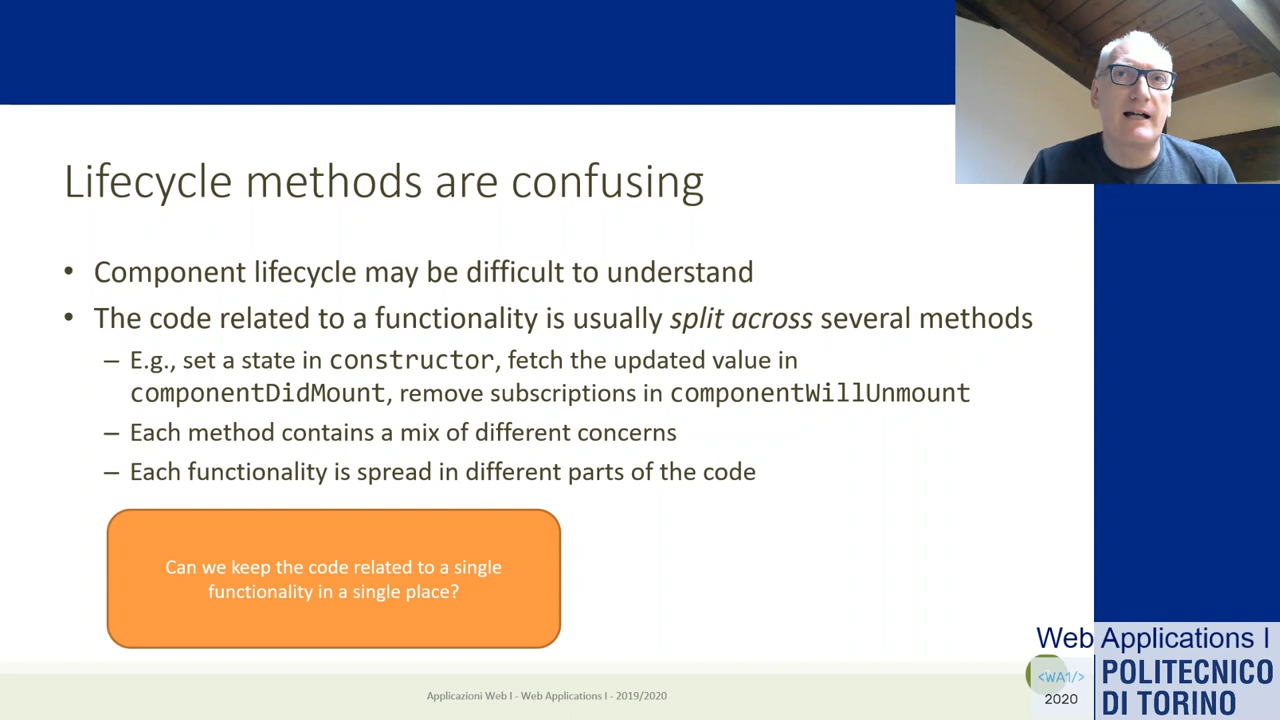 Lifecycle methods are confusing
• Component lifecycle may be difficult to understand
• The code related to a functionality is usually split across several methods
– E.g., set a state in constructor, fetch the updated value in
componentDidMount, remove subscriptions in componentWillUnmount
– Each method contains a mix of different concerns
– Each functionality is spread in different parts of the code
Can we keep the code related to a single
functionality in a single place?
Applicazioni Web I - Web Applications I - 2019/2020
Web Applications I
<WA1/>
2020
POLITECNICO
DI TORINO